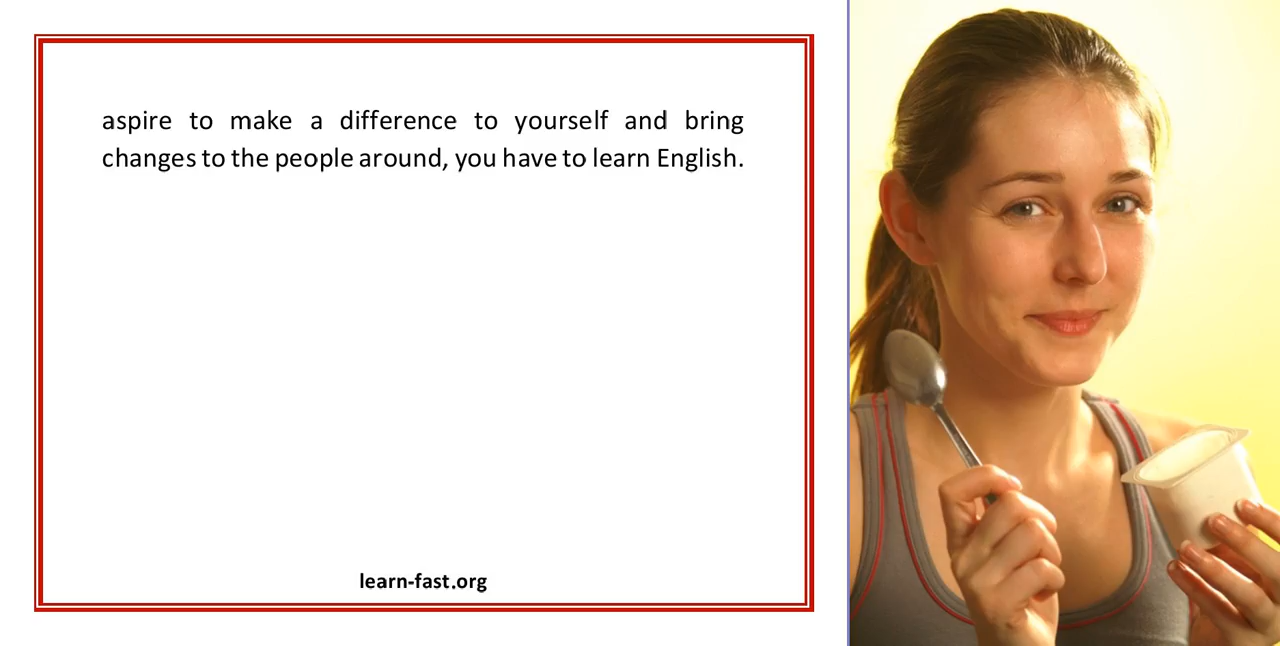 aspire to make a difference to yourself and bring
changes to the people around, you have to learn English.
learn-fast.org